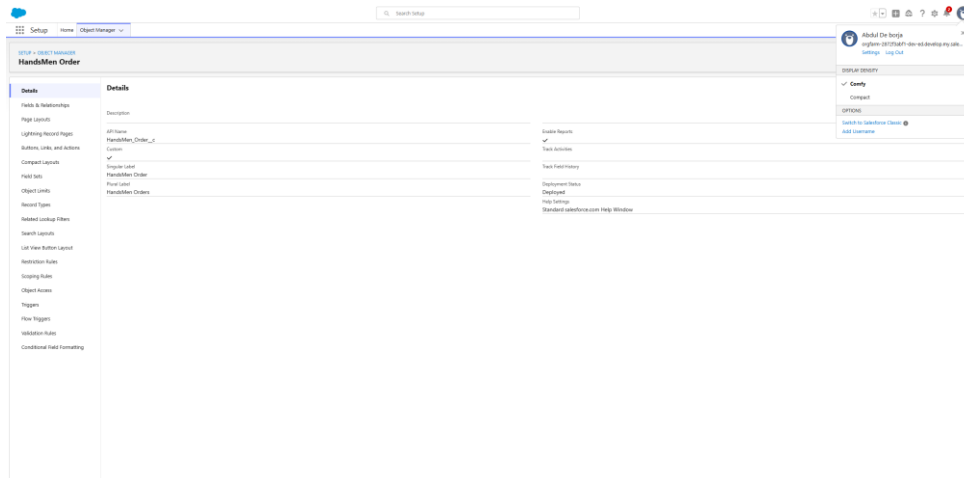 Search Setup
Setup Home Object Manager
SETUP > OBJECT MANAGER
HandsMen Order
Abdul De borja
Settings Log Out
DISPLAY DENSITY
Comfy
Compact
OPTIONS
Switch to Salesforce Classic
Add Username
Details
Fields & Relationships
Page Layouts
Lightning Record Pages
Buttons, Links, and Actions
Compact Layouts
Field Sets
Object Limits
Record Types
Related Lookup Filters
Search Layouts
List View Button Layout
Restriction Rules
Scoping Rules
Object Access
Triggers
Flow Triggers
Validation Rules
Conditional Field Formatting
Details
Description
API Name
HandsMen_Order__c
Custom
Singular Label
HandsMen Order
Plural Label
HandsMen Orders
Enable Reports
Track Activities
Track Field History
Deployment Status
Deployed
Help Settings
Standard salesforce.com Help Window